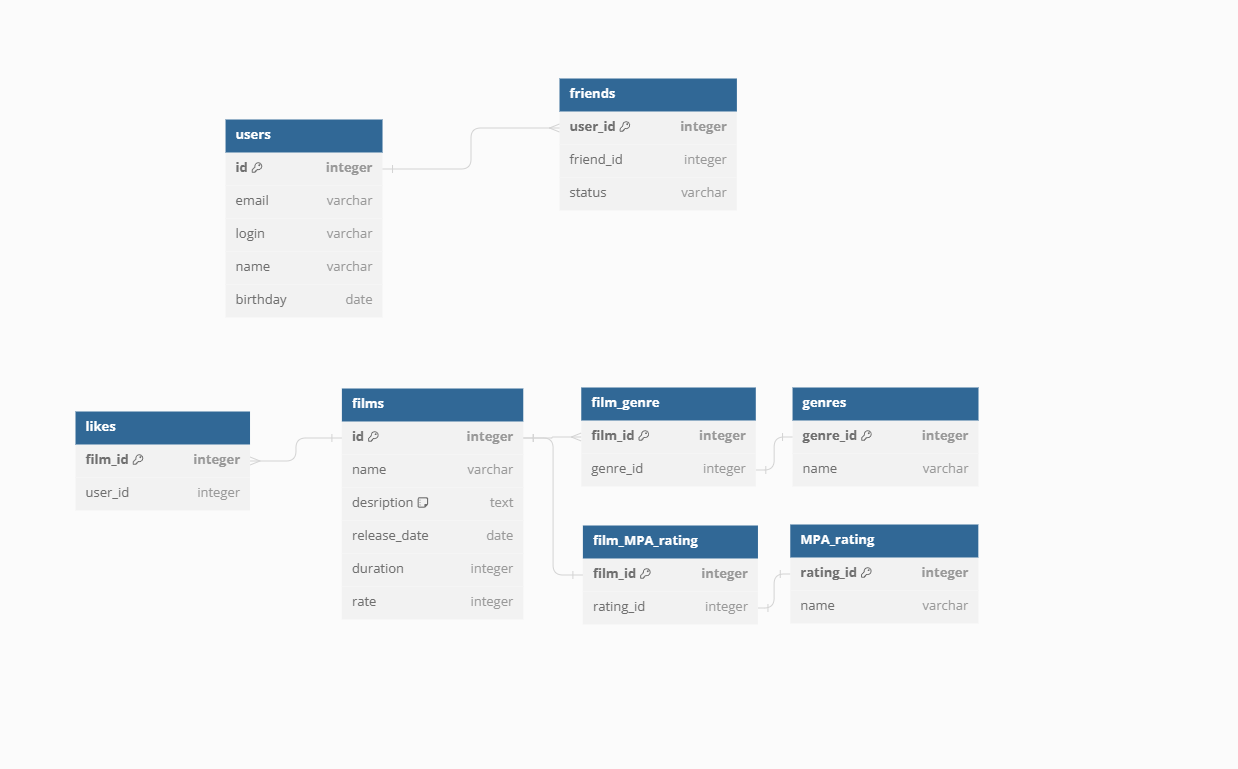 friends
user_id integer
friend_id integer
status varchar
users
id integer
email varchar
login varchar
name varchar
birthday date
likes
film_id integer
user_id integer
films
id integer
name varchar
desription text
release_date date
duration integer
rate integer
film_genre
film_id integer
genre_id integer
genres
genre_id integer
name varchar
film_MPA_rating
film_id integer
rating_id integer
MPA_rating
rating_id integer
name varchar